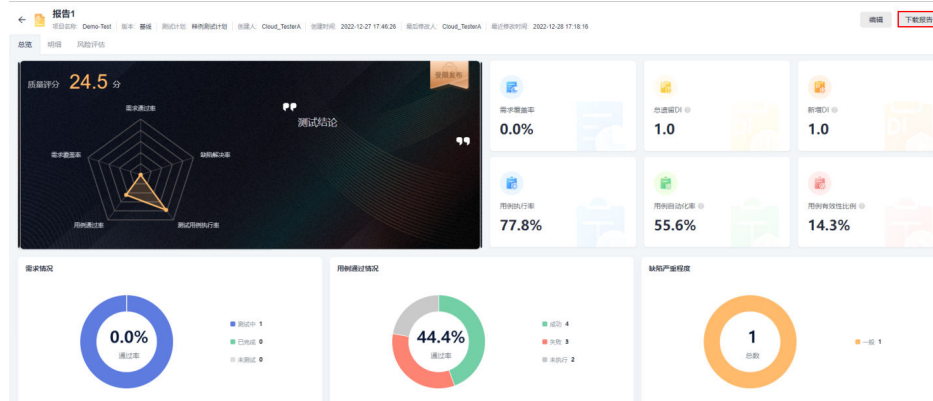 报告1
项目名称: Demo-Test 版本: 基线 测试计划: 样例测试计划 创建人: Cloud_TesterA 创建时间: 2022-12-27 17:46:26 最后修改人: Cloud_TesterA 最近修改时间: 2022-12-28 17:18:16
编辑 下载报告
总览 明细 风险评估
质量评分 24.5 分
受限发布
需求通过率
缺陷解决率
测试用例执行率
用例通过率
需求覆盖率
测试结论
需求覆盖率
0.0%
总遗留DI
1.0
新增DI
1.0
用例执行率
77.8%
用例自动化率
55.6%
用例有效性比例
14.3%
需求情况
0.0%
通过率
测试中 1
已完成 0
未测试 0
用例通过情况
44.4%
通过率
成功 4
失败 3
未执行 2
缺陷严重程度
1
总数
一般 1